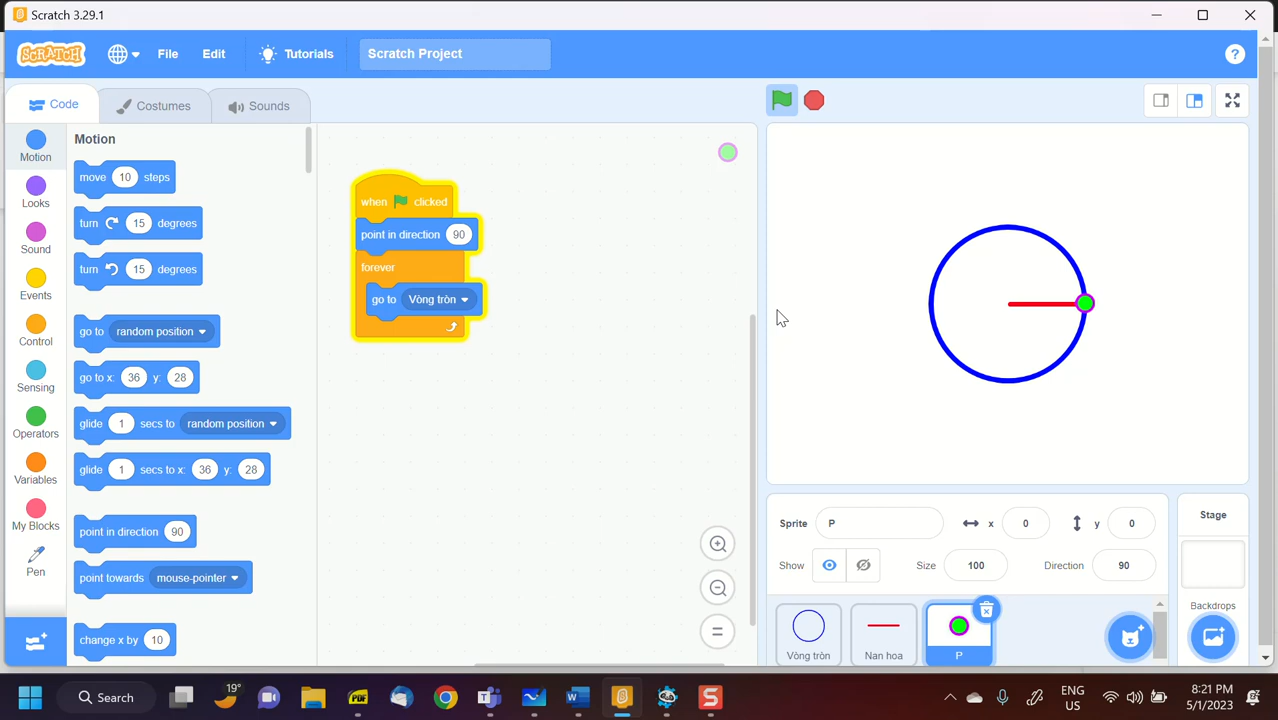 Scratch 3.29.1
SCRATCH
File
Edit
Tutorials
Scratch Project
?
Code
Costumes
Sounds
Motion
Looks
Sound
Events
Control
Sensing
Operators
Variables
My Blocks
Pen
Motion
move 10 steps
turn 15 degrees
turn 15 degrees
go to random position
go to x: 36 y: 28
glide 1 secs to random position
glide 1 secs to x: 36 y: 28
point in direction 90
point towards mouse-pointer
change x by 10
when clicked
point in direction 90
forever
go to Vòng tròn
Sprite P x 0 y 0
Show Size 100 Direction 90
Vòng tròn
Nan hoa
P
Stage
Backdrops
Search
19°
PDF
ENG
US
8:21 PM
5/1/2023